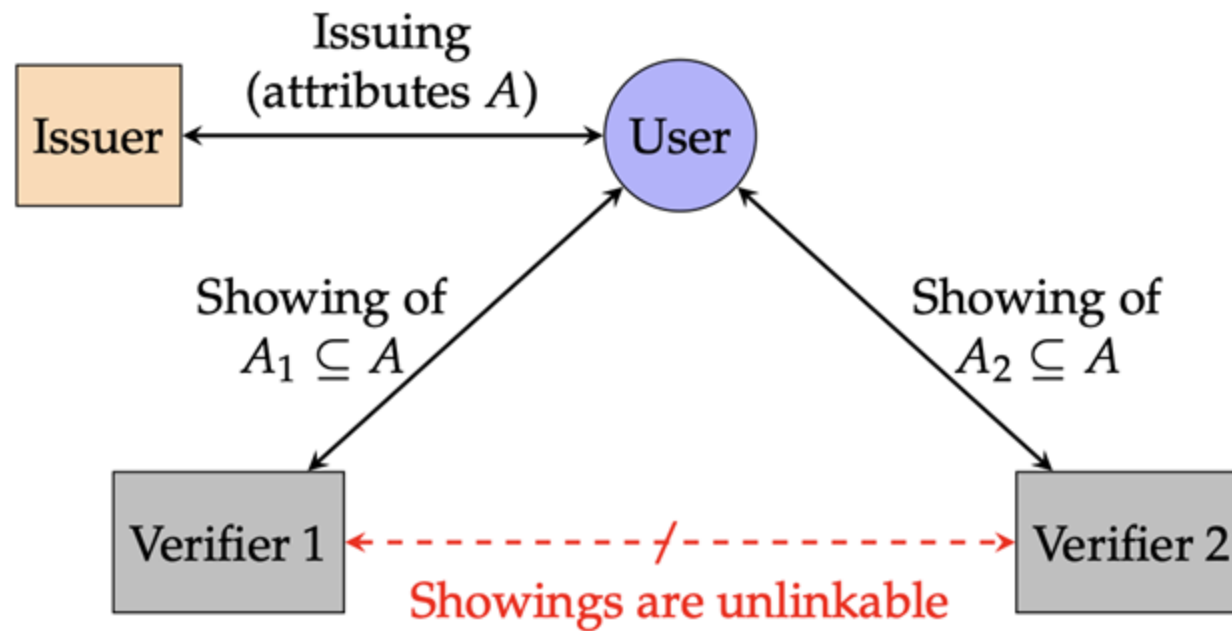 Issuing
(attributes A)
Issuer
User
Showing of
A₁ ⊆ A
Showing of
A₂ ⊆ A
Verifier 1
Verifier 2
Showings are unlinkable